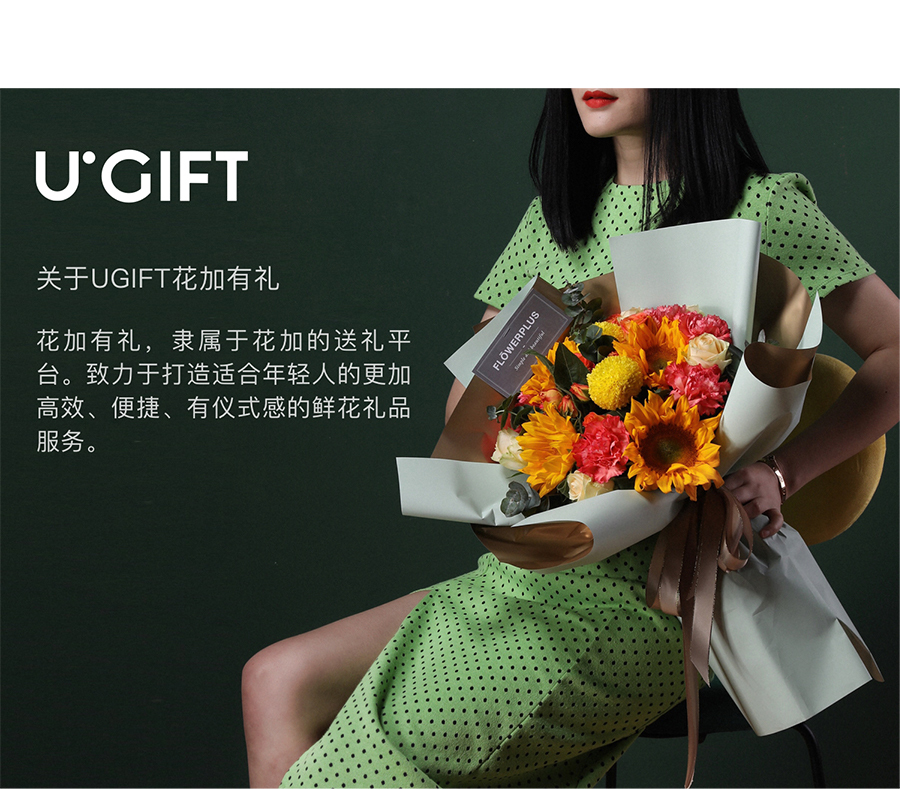 U·GIFT
关于UGIFT花加有礼
花加有礼，隶属于花加的送礼平
台。致力于打造适合年轻人的更加
高效、便捷、有仪式感的鲜花礼品
服务。
FLOWERPLUS